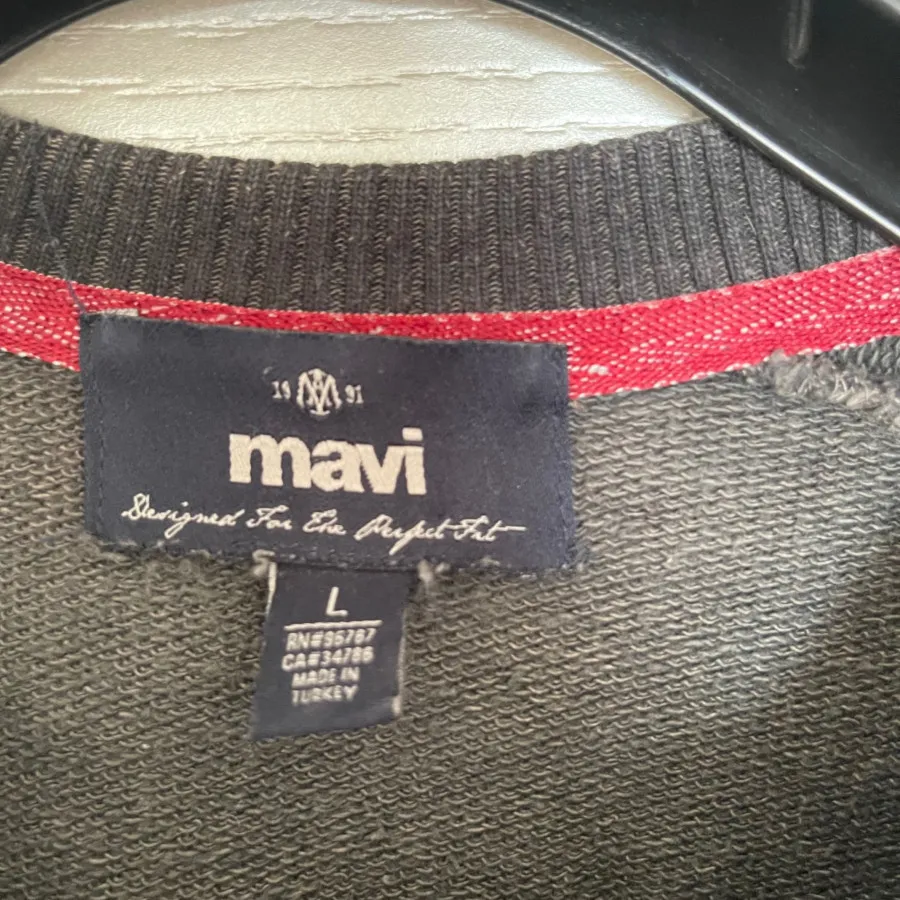 19 M 91
mavi
Designed For The Perfect Fit
L
RN#95787
CA#34786
MADE IN
TURKEY